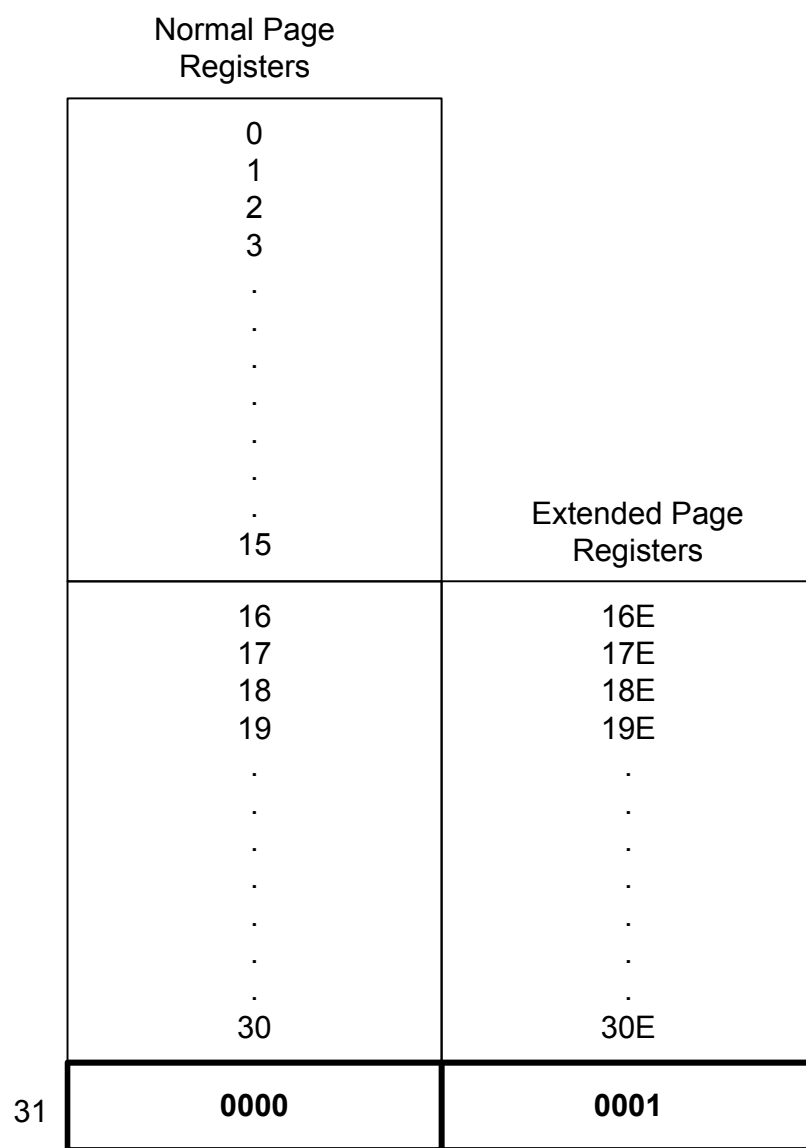 Normal Page
Registers
0
1
2
3
.
.
.
.
.
.
.
15
Extended Page
Registers
16 16E
17 17E
18 18E
19 19E
. .
. .
. .
. .
. .
. .
. .
30 30E
31 0000 0001